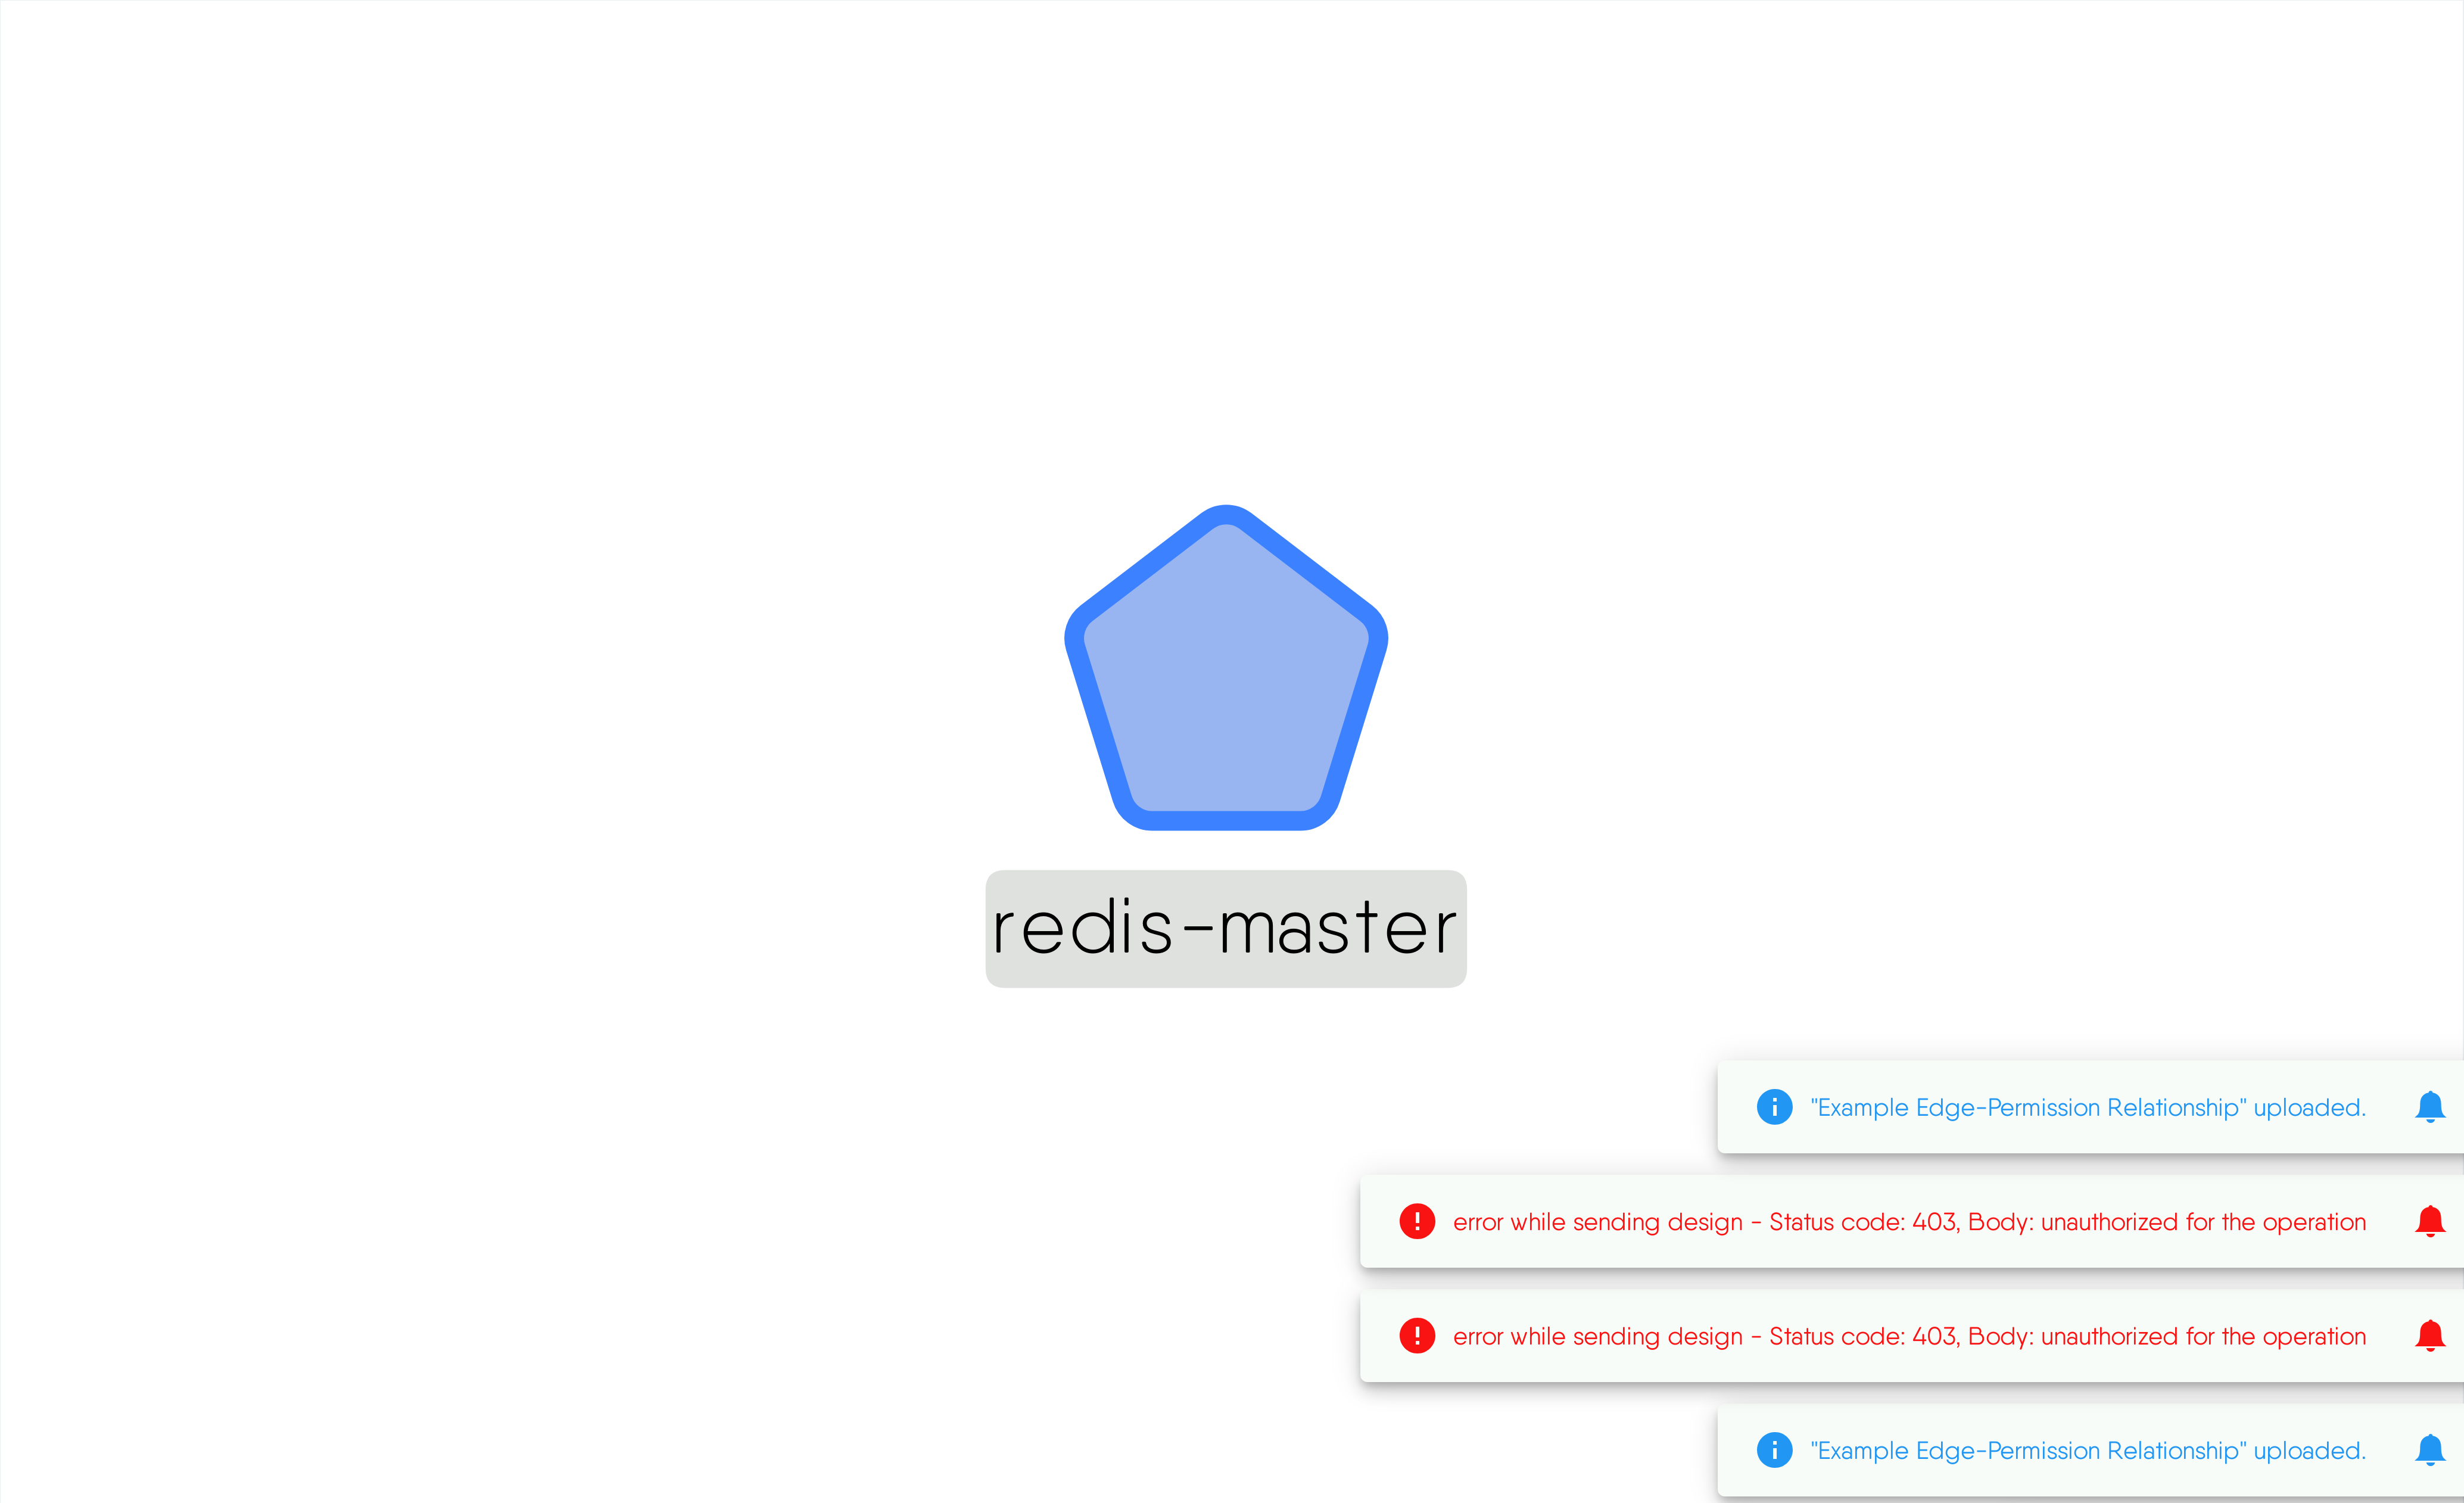 redis-master
"Example Edge-Permission Relationship" uploaded.
error while sending design - Status code: 403, Body: unauthorized for the operation
error while sending design - Status code: 403, Body: unauthorized for the operation
"Example Edge-Permission Relationship" uploaded.